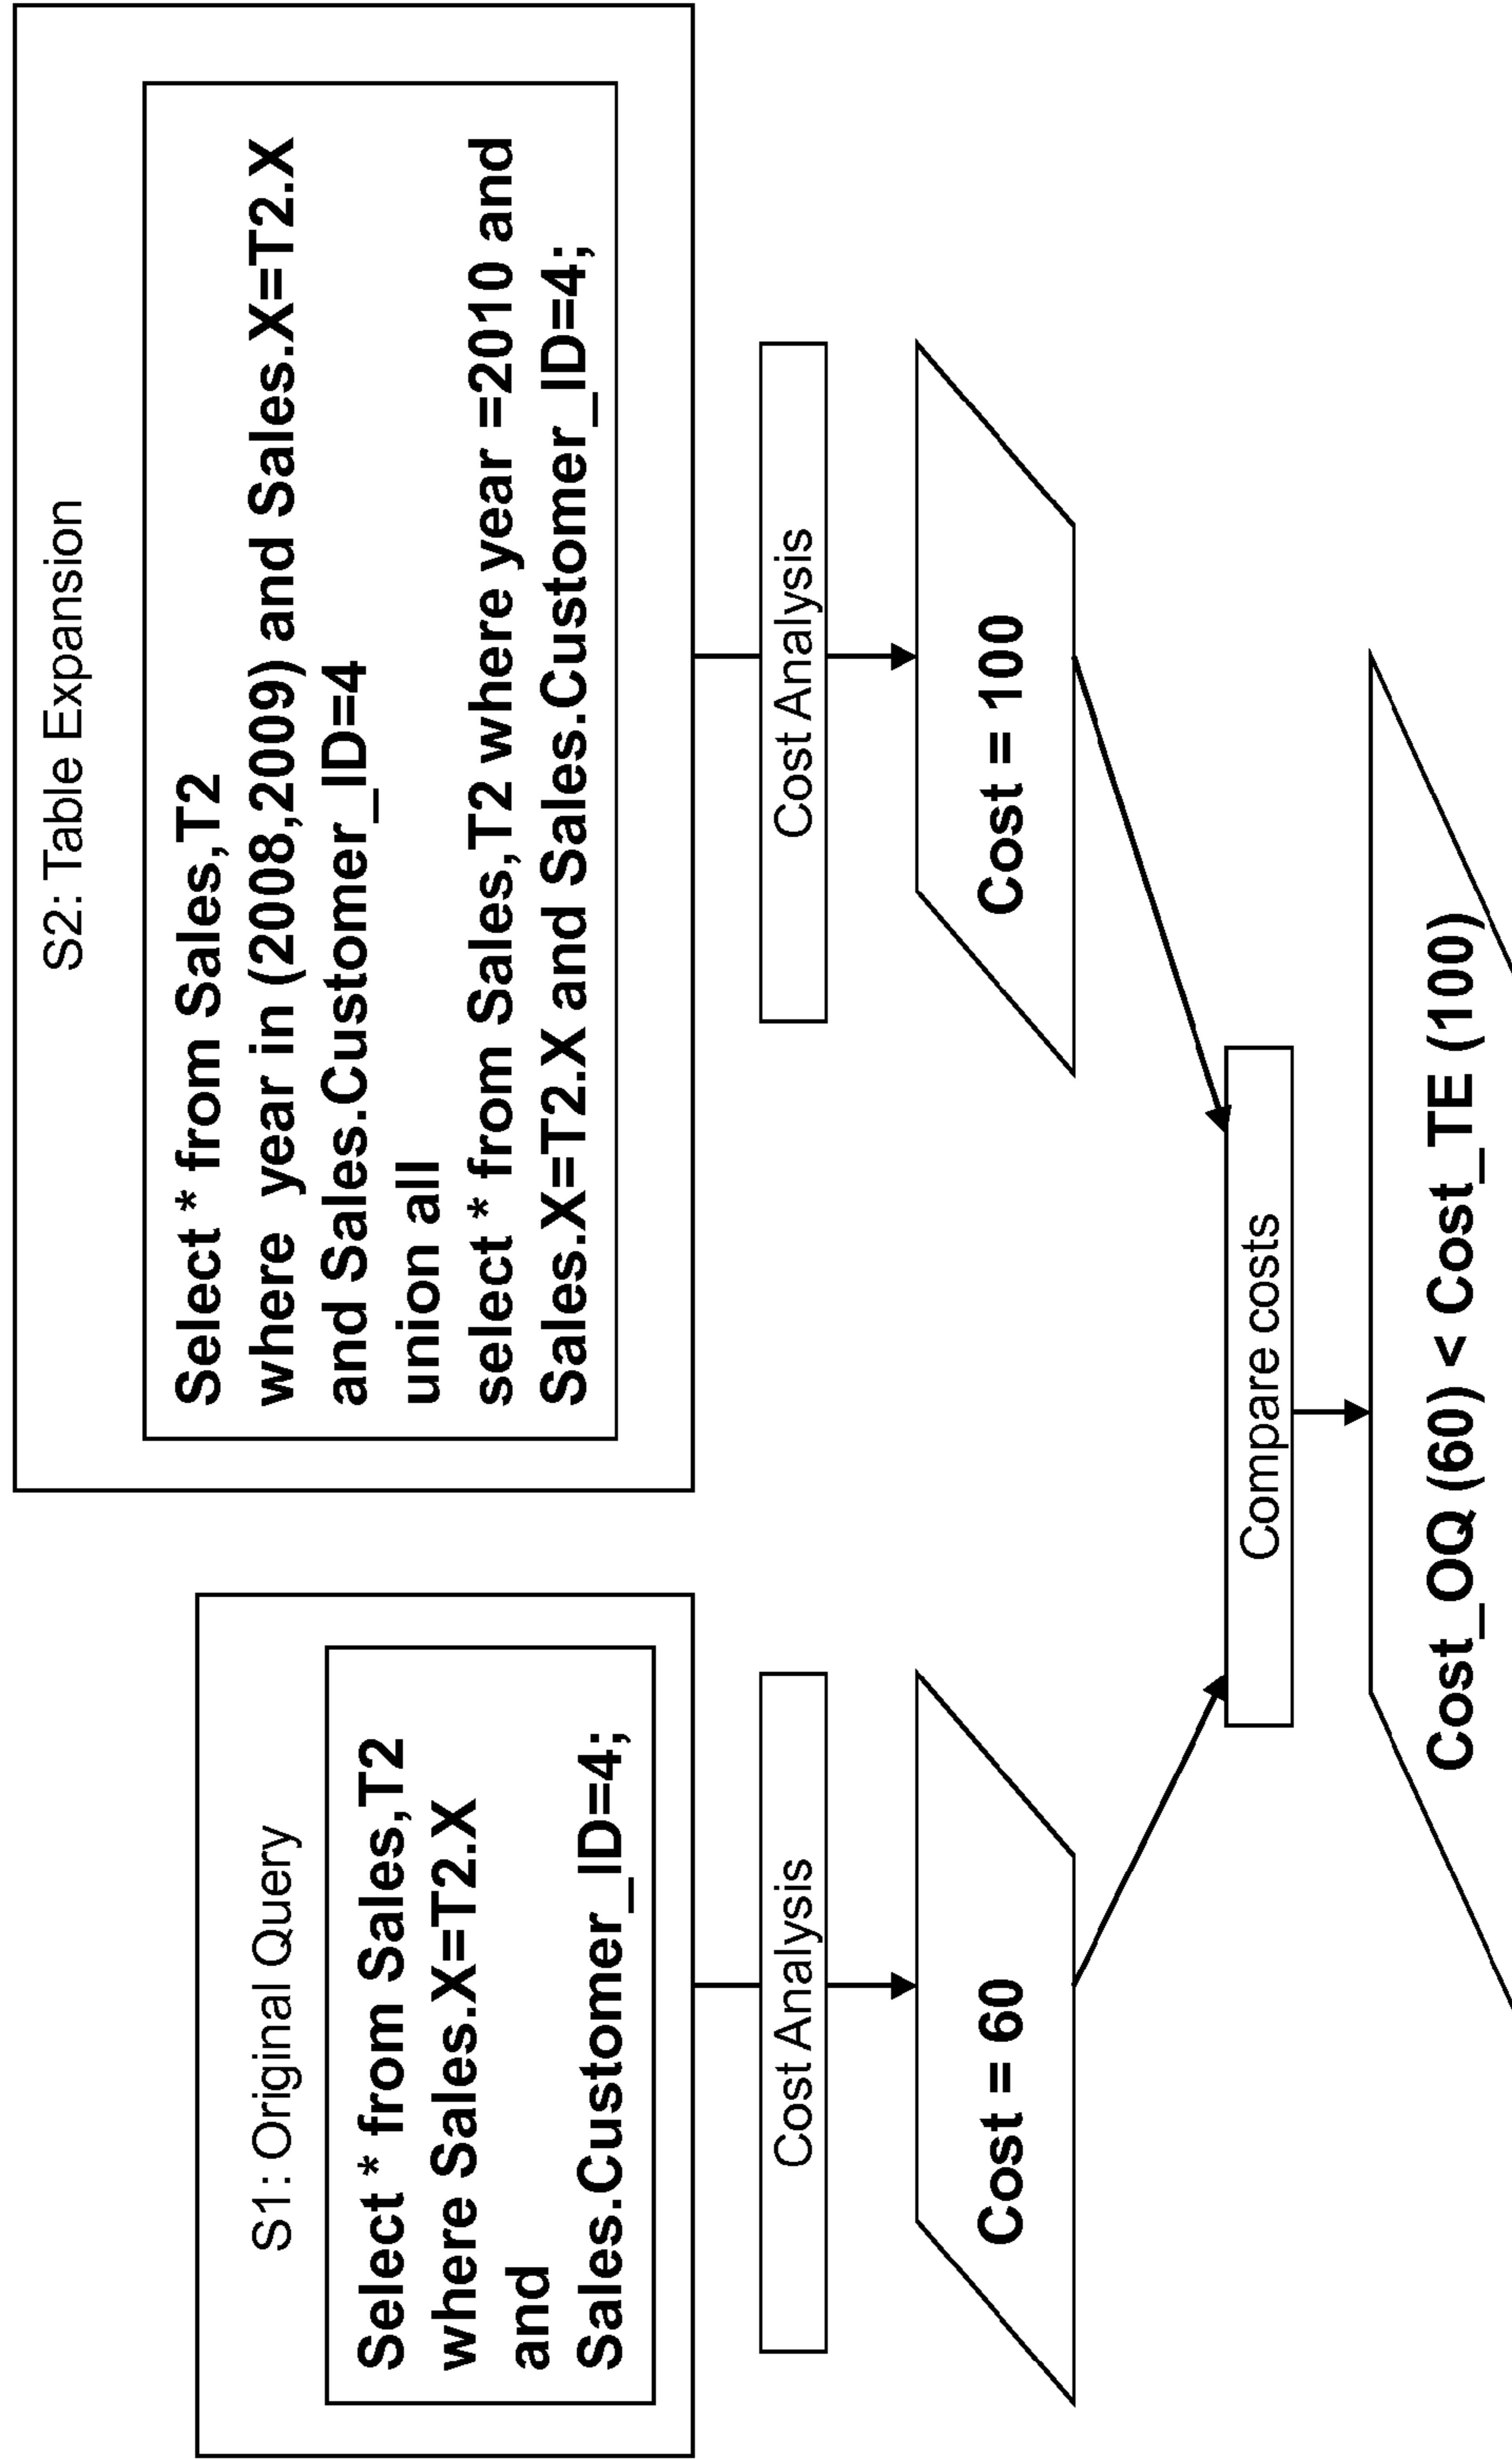 S1: Original Query
Select * from Sales,T2
where Sales.X=T2.X
and
Sales.Customer_ID=4;
Cost Analysis
Cost = 60
S2: Table Expansion
Select * from Sales,T2
where year in (2008,2009) and Sales.X=T2.X
and Sales.Customer_ID=4
union all
select * from Sales,T2 where year =2010 and
Sales.X=T2.X and Sales.Customer_ID=4;
Cost Analysis
Cost = 100
Compare costs
Cost_OQ (60) < Cost_TE (100)